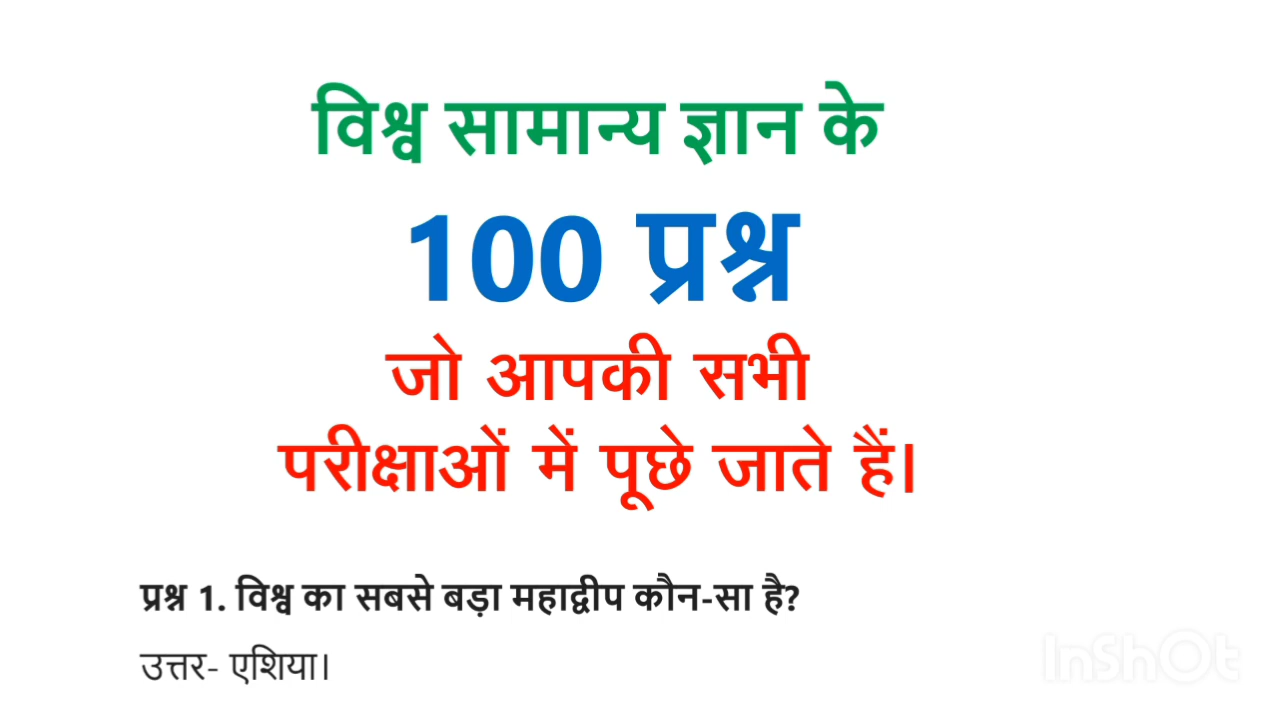 विश्व सामान्य ज्ञान के
100 प्रश्न
जो आपकी सभी
परीक्षाओं में पूछे जाते हैं।
प्रश्न 1. विश्व का सबसे बड़ा महाद्वीप कौन-सा है?
उत्तर- एशिया।
InShOt